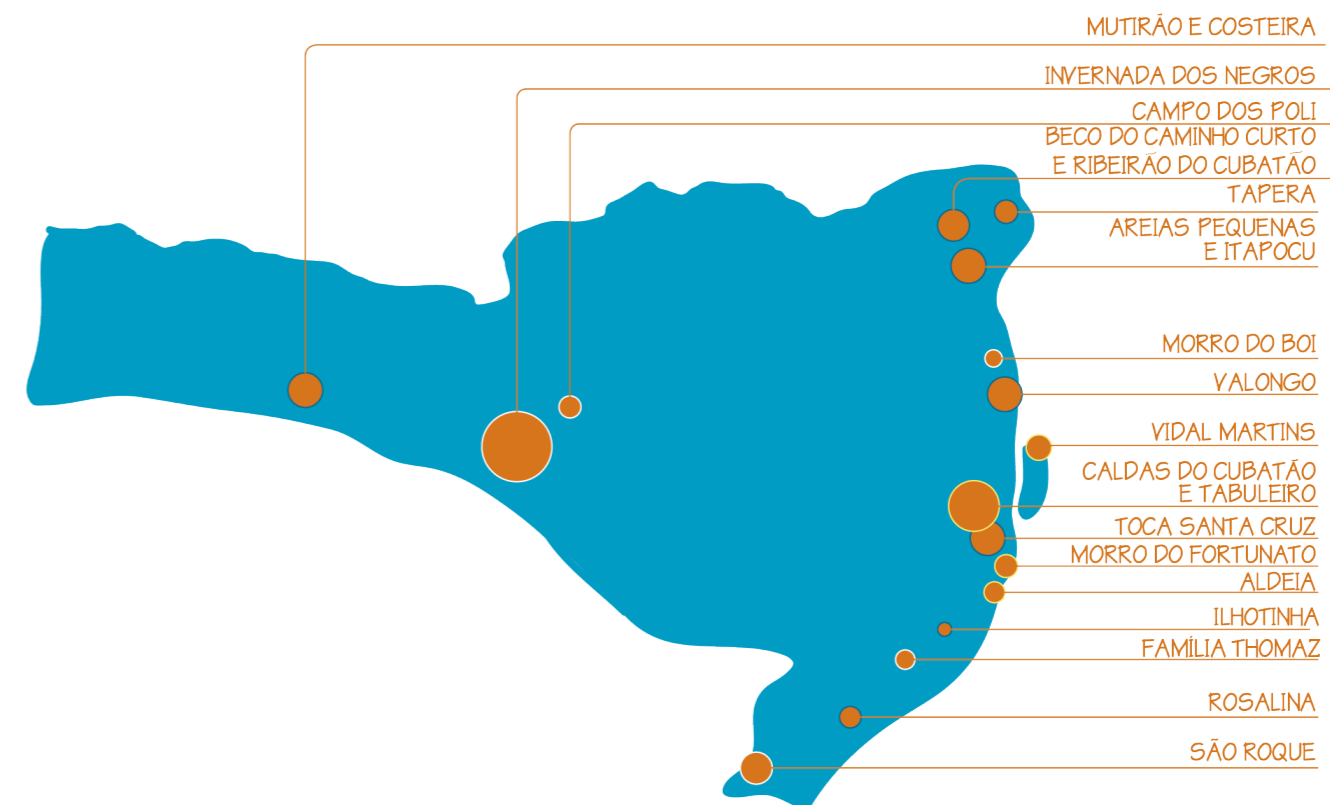 MUTIRÃO E COSTEIRA
INVERNADA DOS NEGROS
CAMPO DOS POLI
BECO DO CAMINHO CURTO
E RIBEIRÃO DO CUBATÃO
TAPERA
AREIAS PEQUENAS
E ITAPOCU
MORRO DO BOI
VALONGO
VIDAL MARTINS
CALDAS DO CUBATÃO
E TABULEIRO
TOCA SANTA CRUZ
MORRO DO FORTUNATO
ALDEIA
ILHOTINHA
FAMÍLIA THOMAZ
ROSALINA
SÃO ROQUE